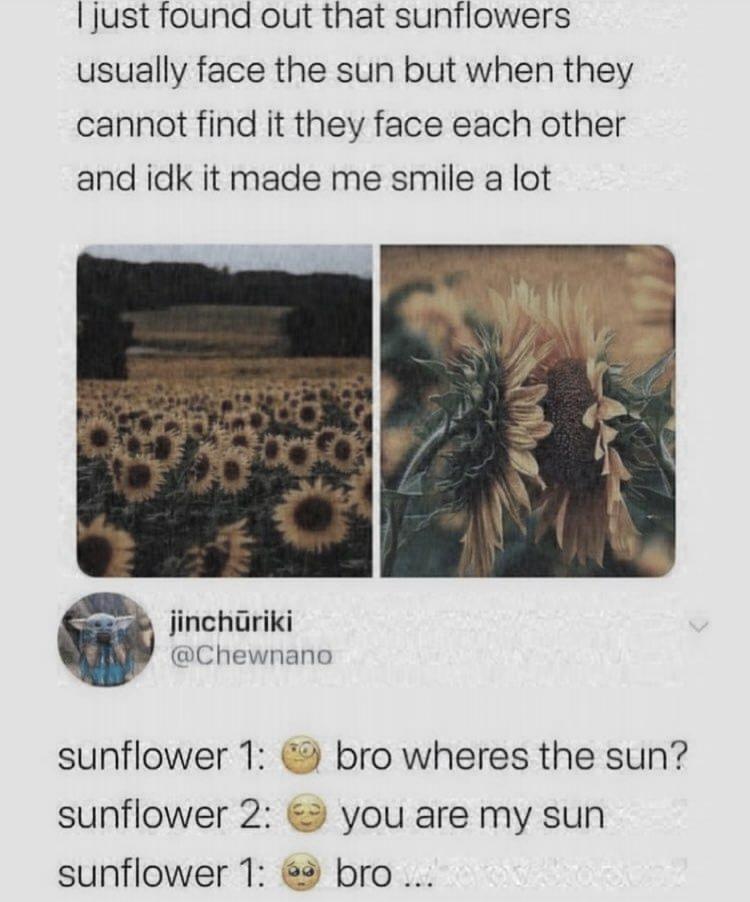 I just found out that sunflowers
usually face the sun but when they
cannot find it they face each other
and idk it made me smile a lot
jinchūriki
@Chewnano
sunflower 1: 🧐 bro wheres the sun?
sunflower 2: 😌 you are my sun
sunflower 1: 🥺 bro ...